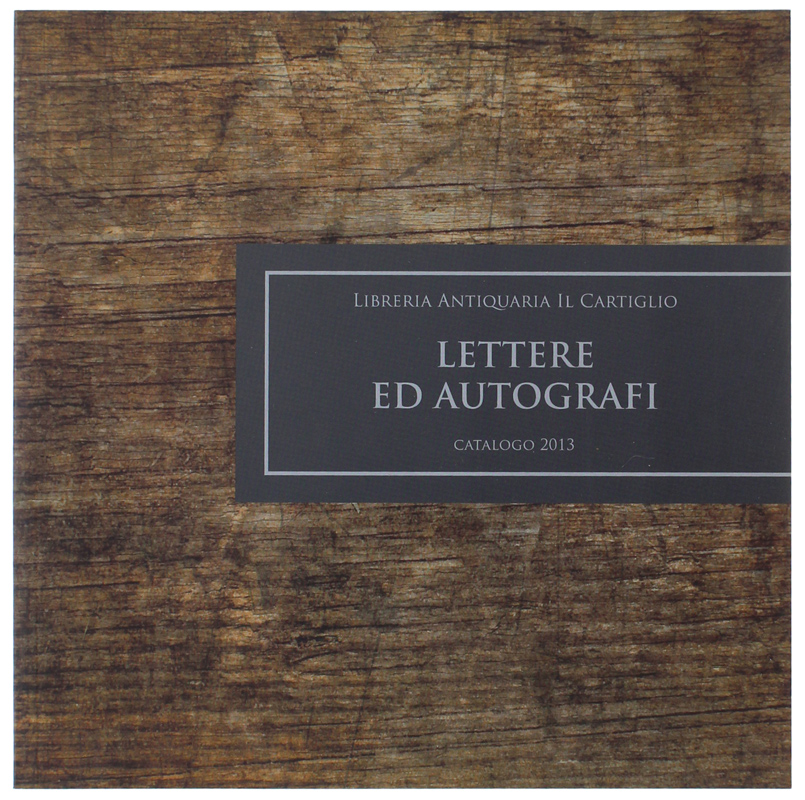 Libreria Antiquaria Il Cartiglio
LETTERE
ED AUTOGRAFI
CATALOGO 2013